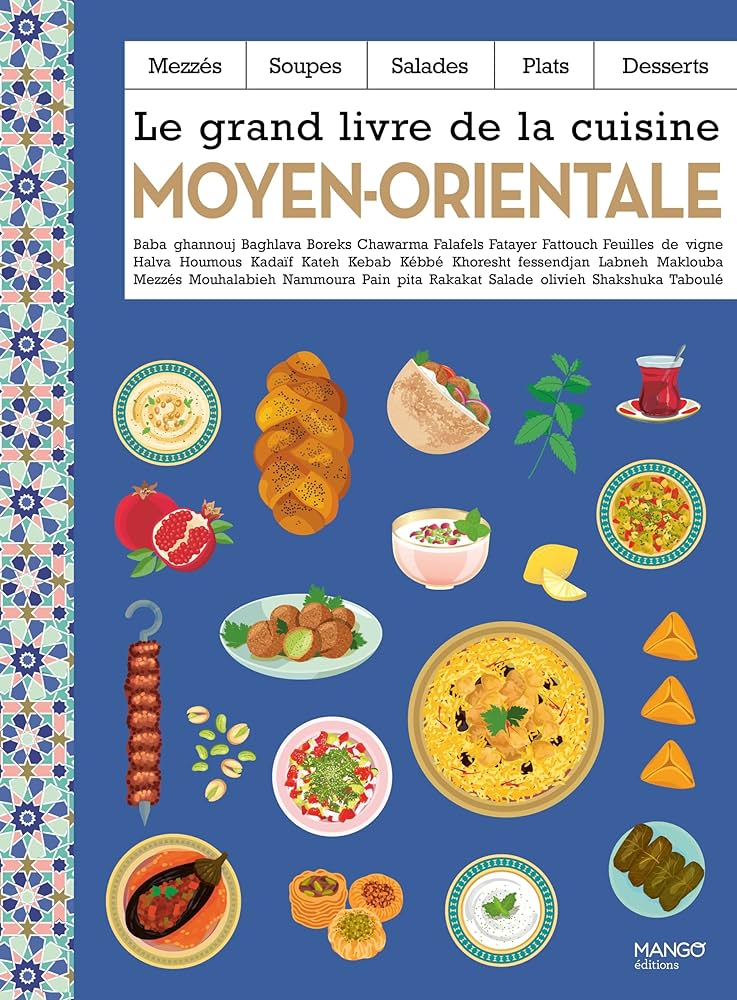 Mezzés Soupes Salades Plats Desserts
Le grand livre de la cuisine
MOYEN-ORIENTALE
Baba ghannouj Baghlava Boreks Chawarma Falafels Fatayer Fattouch Feuilles de vigne
Halva Houmous Kadaïf Kateh Kebab Kébbé Khoresht fessendjan Labneh Maklouba
Mezzés Mouhalabieh Nammoura Pain pita Rakakat Salade olivieh Shakshuka Taboulé
MANGO
éditions